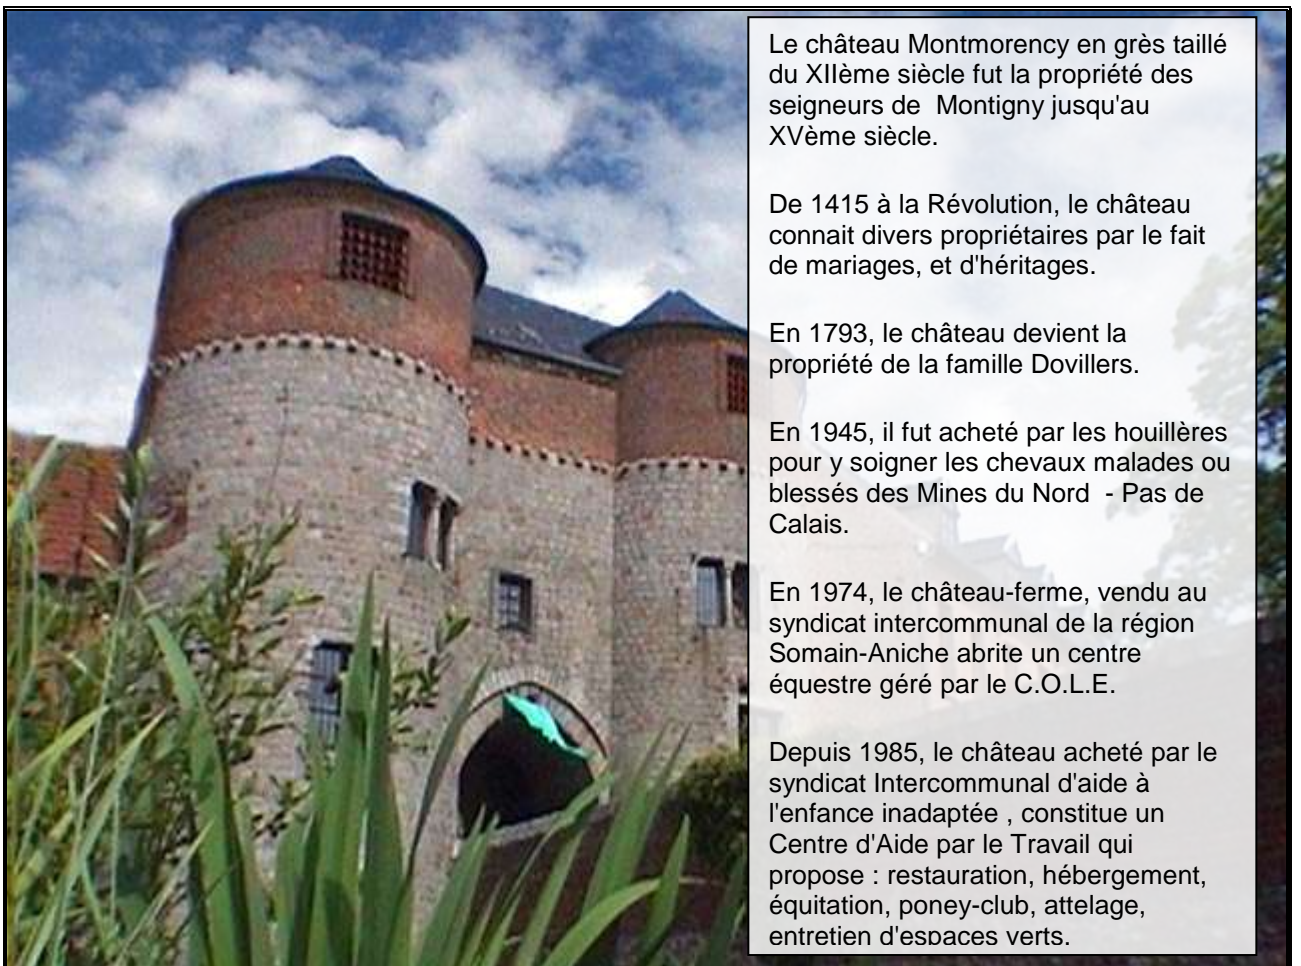 Le château Montmorency en grès taillé
du XIIème siècle fut la propriété des
seigneurs de  Montigny jusqu'au
XVème siècle.
De 1415 à la Révolution, le château
connait divers propriétaires par le fait
de mariages, et d'héritages.
En 1793, le château devient la
propriété de la famille Dovillers.
En 1945, il fut acheté par les houillères
pour y soigner les chevaux malades ou
blessés des Mines du Nord  - Pas de
Calais.
En 1974, le château-ferme, vendu au
syndicat intercommunal de la région
Somain-Aniche abrite un centre
équestre géré par le C.O.L.E.
Depuis 1985, le château acheté par le
syndicat Intercommunal d'aide à
l'enfance inadaptée , constitue un
Centre d'Aide par le Travail qui
propose : restauration, hébergement,
équitation, poney-club, attelage,
entretien d'espaces verts.